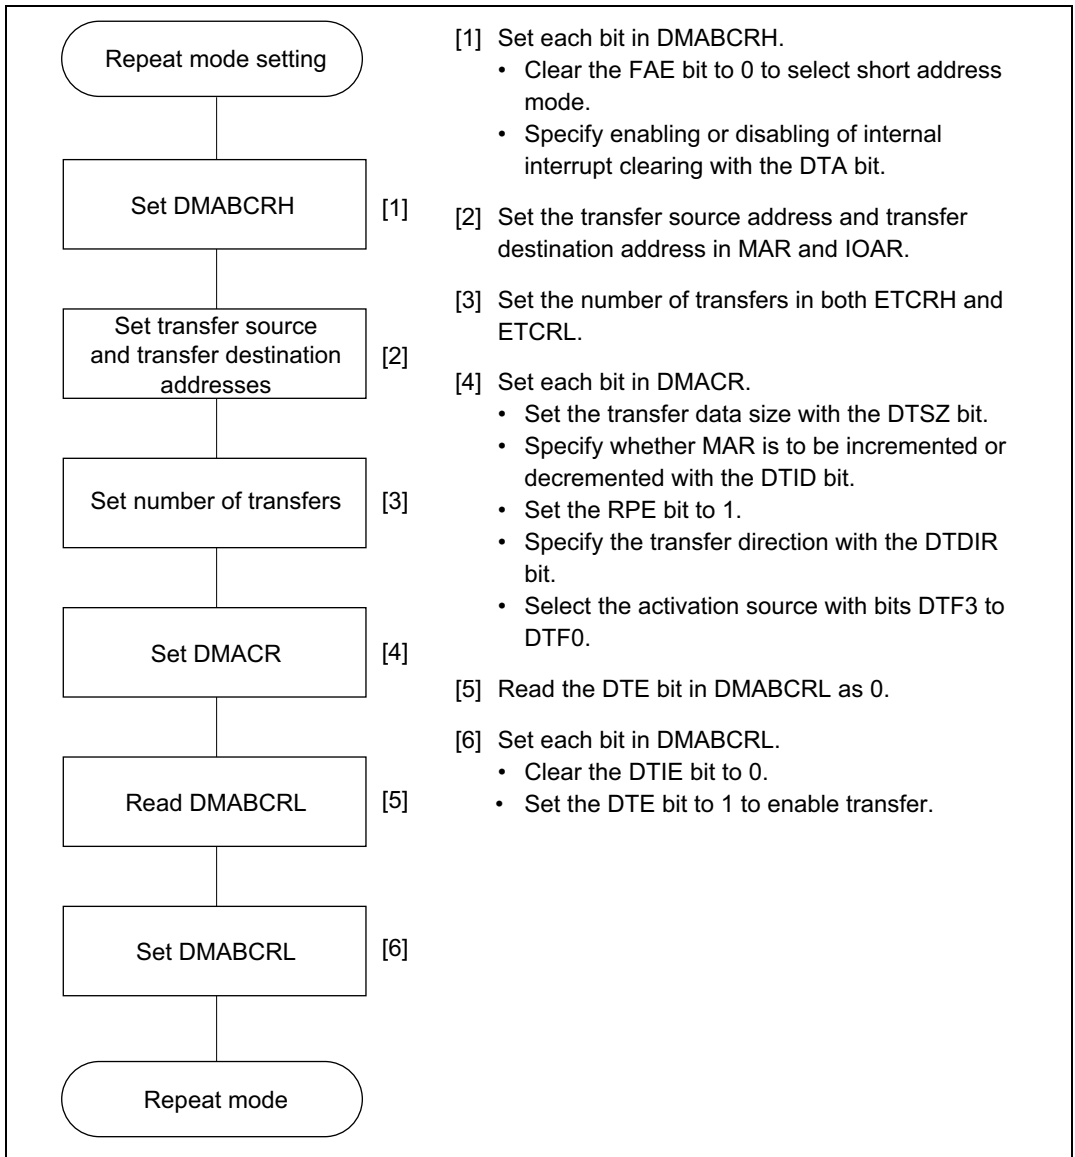 Repeat mode setting
Set DMABCRH
[1]
Set transfer source
and transfer destination
addresses
[2]
Set number of transfers
[3]
Set DMACR
[4]
Read DMABCRL
[5]
Set DMABCRL
[6]
Repeat mode
[1] Set each bit in DMABCRH.
• Clear the FAE bit to 0 to select short address
mode.
• Specify enabling or disabling of internal
interrupt clearing with the DTA bit.
[2] Set the transfer source address and transfer
destination address in MAR and IOAR.
[3] Set the number of transfers in both ETCRH and
ETCRL.
[4] Set each bit in DMACR.
• Set the transfer data size with the DTSZ bit.
• Specify whether MAR is to be incremented or
decremented with the DTID bit.
• Set the RPE bit to 1.
• Specify the transfer direction with the DTDIR
bit.
• Select the activation source with bits DTF3 to
DTF0.
[5] Read the DTE bit in DMABCRL as 0.
[6] Set each bit in DMABCRL.
• Clear the DTIE bit to 0.
• Set the DTE bit to 1 to enable transfer.